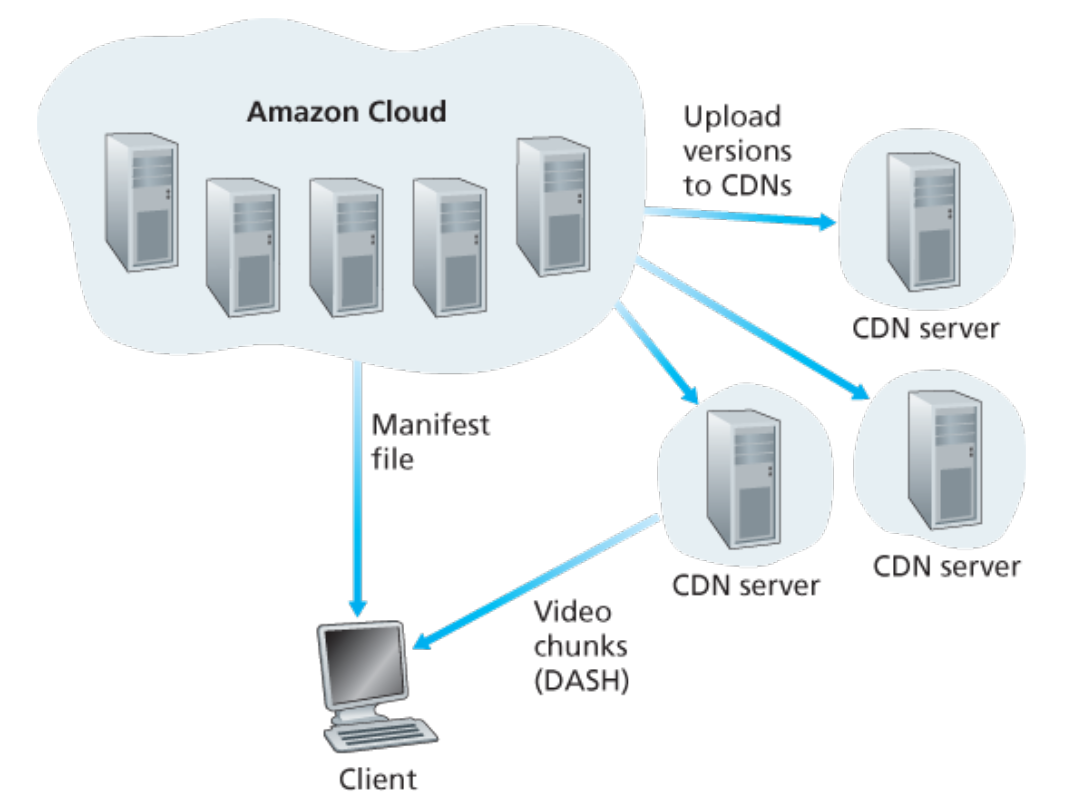 Amazon Cloud
Upload
versions
to CDNs
CDN server
Manifest
file
CDN server
CDN server
Video
chunks
(DASH)
Client